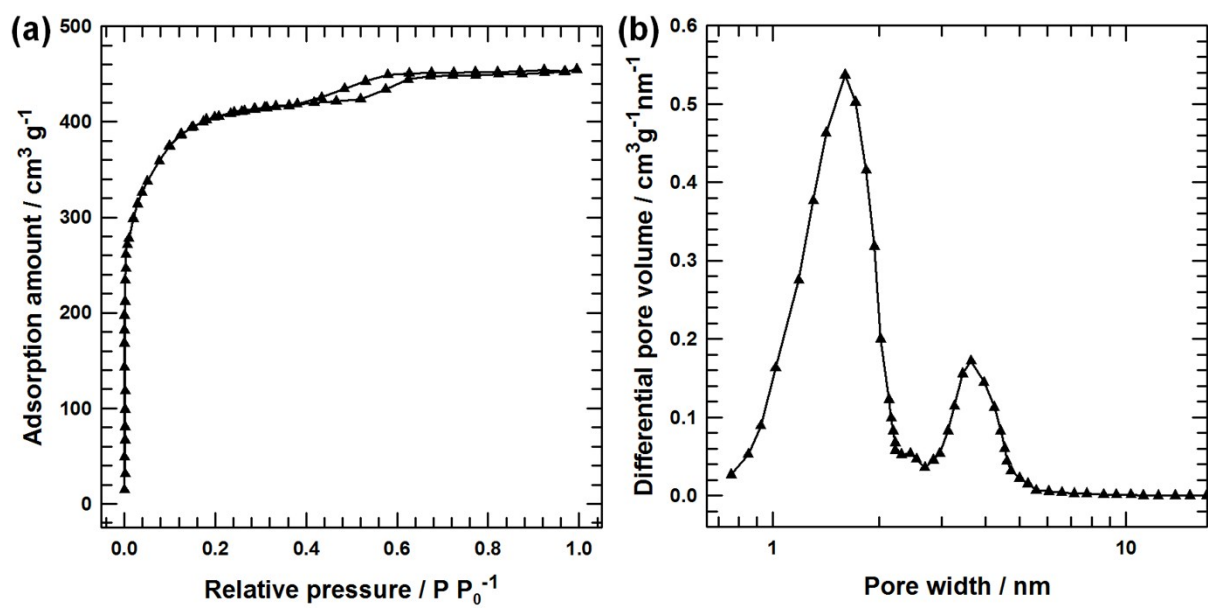 (a)
500
400
300
200
100
0
Adsorption amount / cm³ g⁻¹
0.0 0.2 0.4 0.6 0.8 1.0
Relative pressure / P P₀⁻¹
(b)
0.6
0.5
0.4
0.3
0.2
0.1
0.0
Differential pore volume / cm³g⁻¹nm⁻¹
1 2 10
Pore width / nm